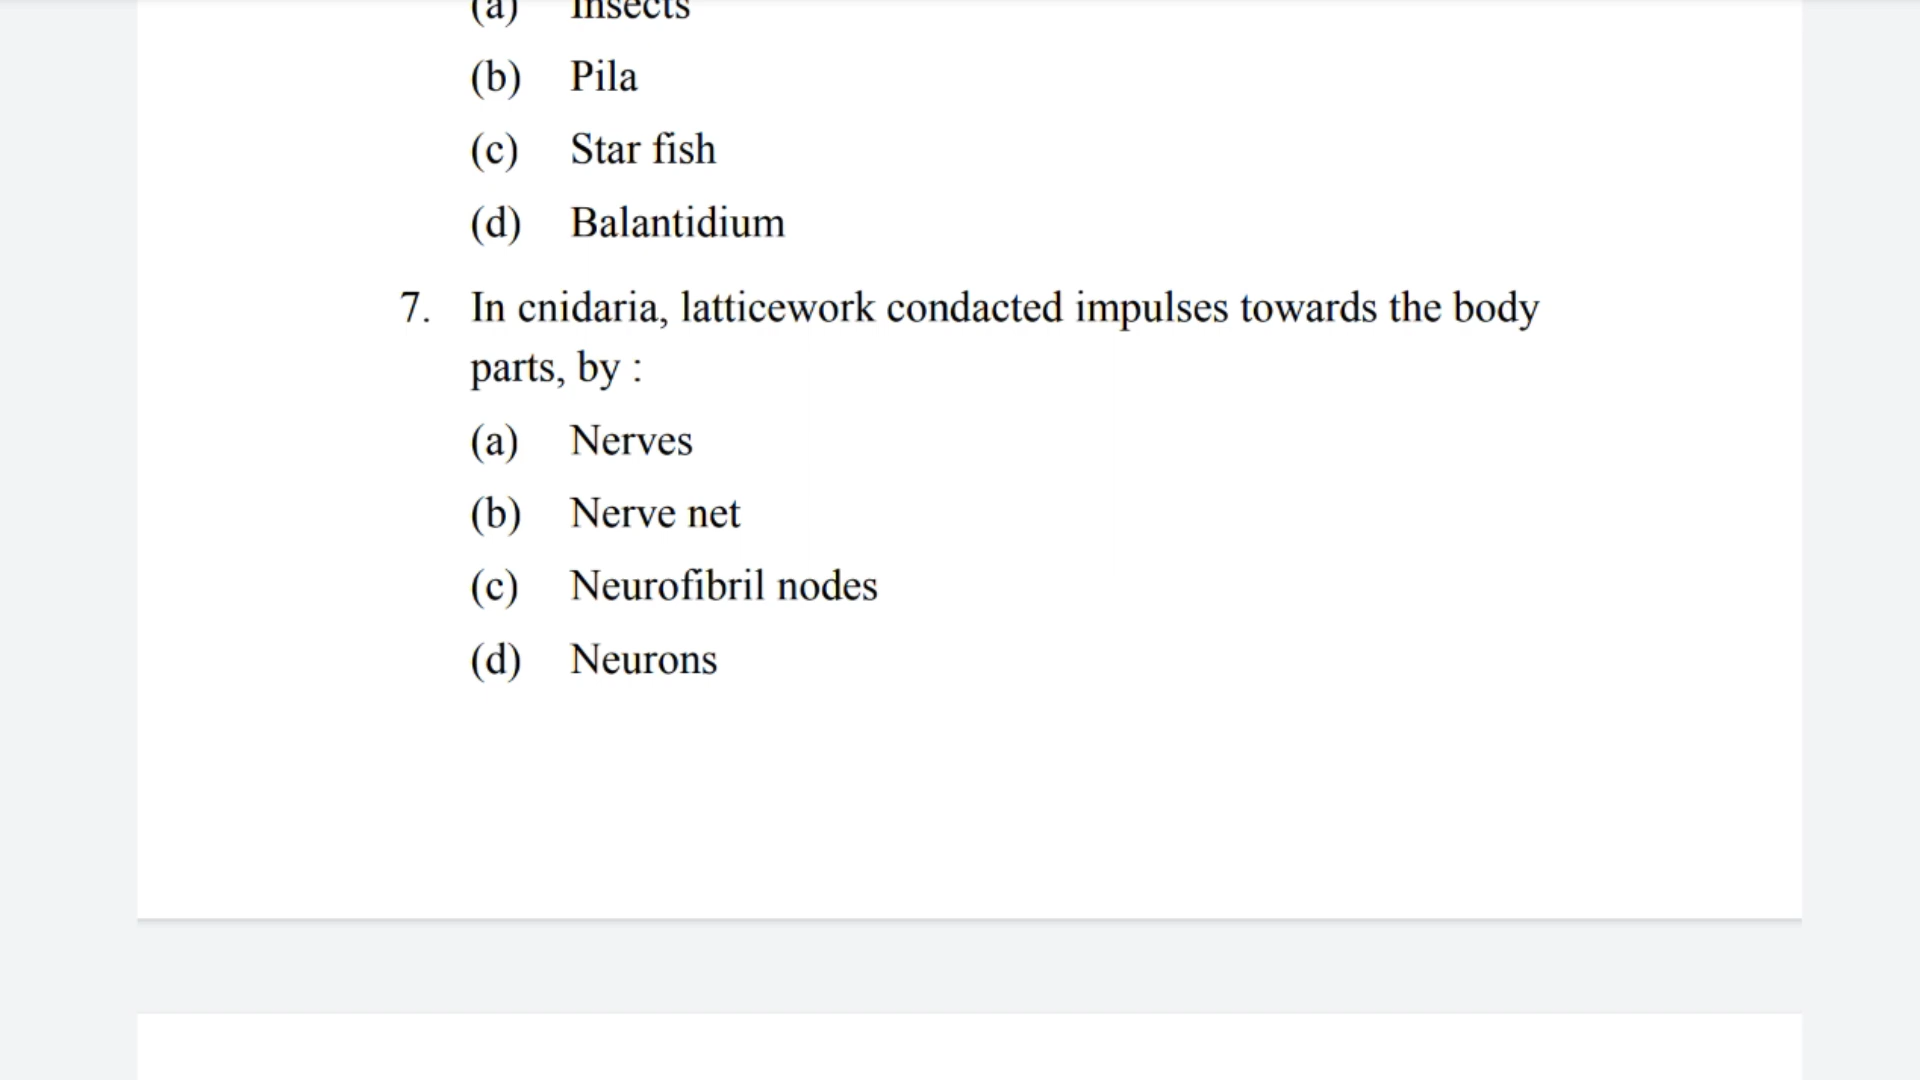 (a) Insects
(b) Pila
(c) Star fish
(d) Balantidium
7. In cnidaria, latticework condacted impulses towards the body
parts, by :
(a) Nerves
(b) Nerve net
(c) Neurofibril nodes
(d) Neurons